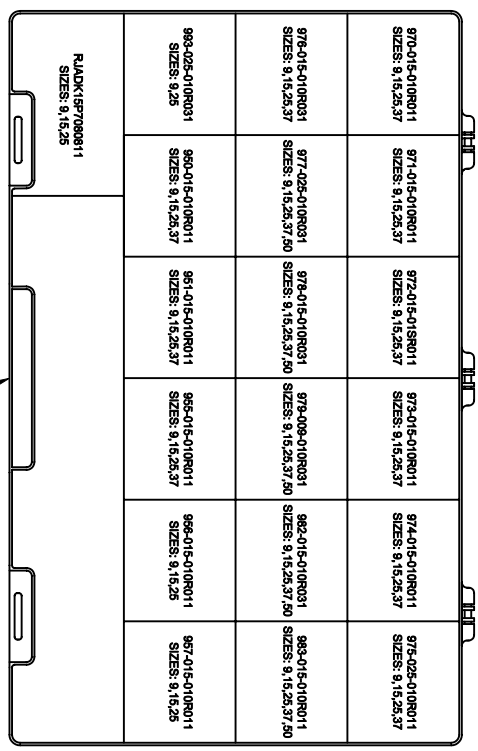 970-015-010R011
SIZES: 9,15,25,37
971-015-010R011
SIZES: 9,15,25,37
972-015-01SR011
SIZES: 9,15,25,37
973-015-010R011
SIZES: 9,15,25,37
974-015-010R011
SIZES: 9,15,25,37
975-025-010R011
SIZES: 9,15,25,37
976-015-010R031
SIZES: 9,15,25,37
977-025-010R031
SIZES: 9,15,25,37,50
978-015-010R031
SIZES: 9,15,25,37,50
979-009-010R031
SIZES: 9,15,25,37,50
982-015-010R031
SIZES: 9,15,25,37,50
983-015-010R011
SIZES: 9,15,25,37,50
993-025-010R031
SIZES: 9,25
950-015-010R011
SIZES: 9,15,25,37
951-015-010R011
SIZES: 9,15,25,37
955-015-010R011
SIZES: 9,15,25,37
956-015-010R011
SIZES: 9,15,25
957-015-010R011
SIZES: 9,15,25
RJADK15P7080811
SIZES: 9,15,25